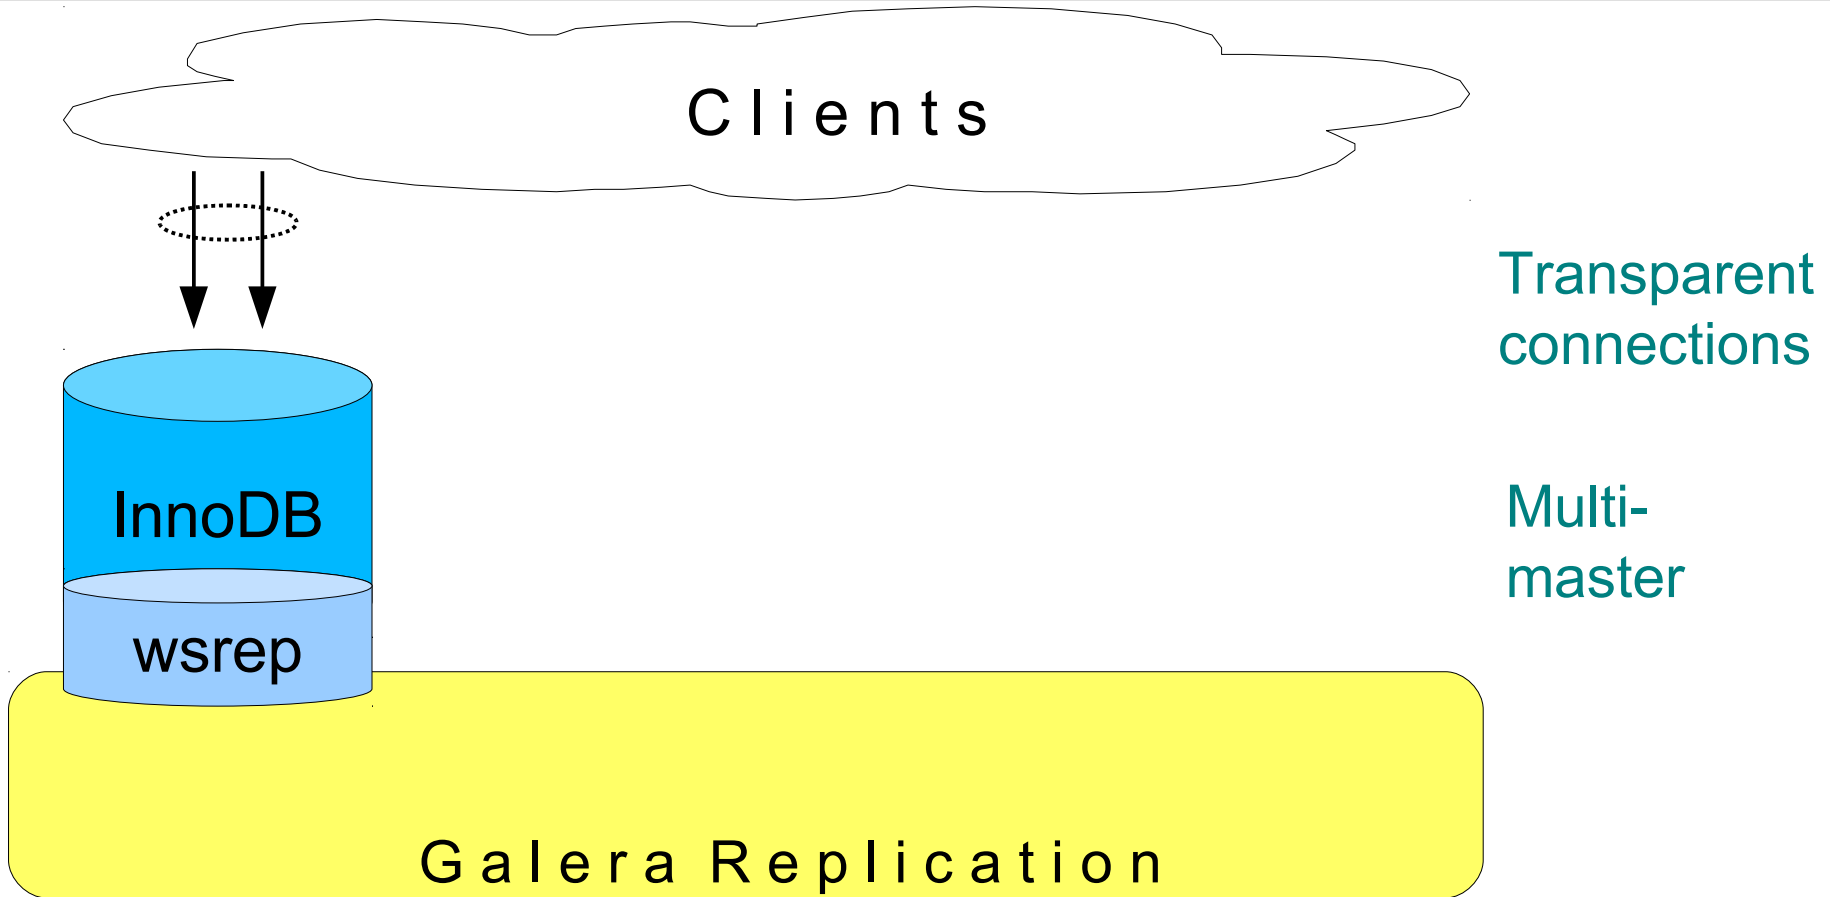 Clients
Transparent
connections
InnoDB
Multi-
master
wsrep
Galera Replication